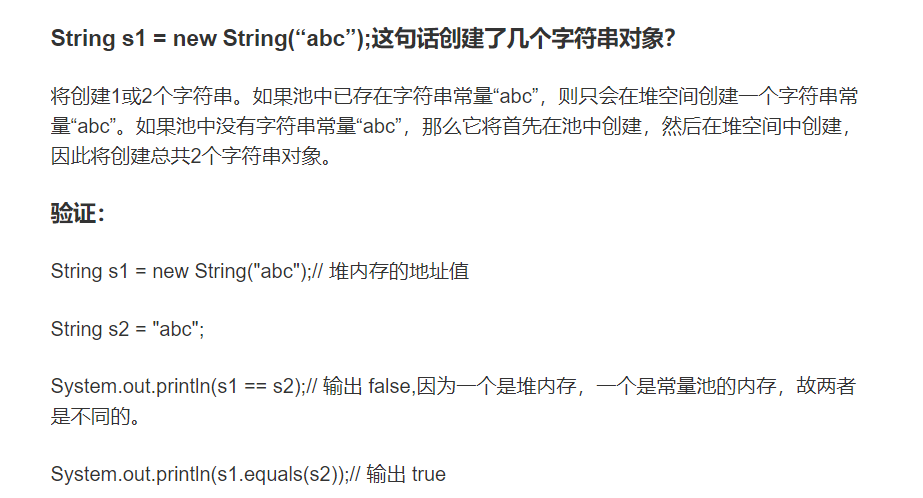 String s1 = new String(“abc”);这句话创建了几个字符串对象？
将创建1或2个字符串。如果池中已存在字符串常量“abc”，则只会在堆空间创建一个字符串常
量“abc”。如果池中没有字符串常量“abc”，那么它将首先在池中创建，然后在堆空间中创建，
因此将创建总共2个字符串对象。
验证：
String s1 = new String("abc");// 堆内存的地址值
String s2 = "abc";
System.out.println(s1 == s2);// 输出 false,因为一个是堆内存，一个是常量池的内存，故两者
是不同的。
System.out.println(s1.equals(s2));// 输出 true